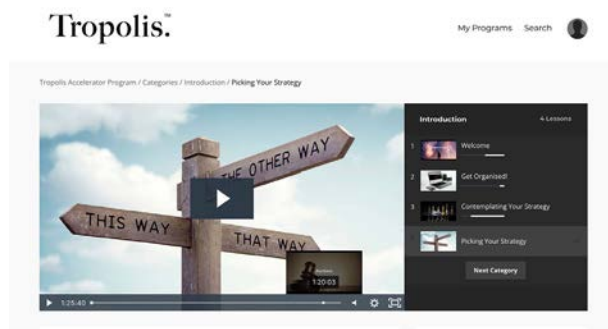 Tropolis.™
My Programs Search
Tropolis Accelerator Program / Categories / Introduction / Picking Your Strategy
THE OTHER WAY
THIS WAY
THAT WAY
1:20:03
1:25:40
Introduction 4 Lessons
1 Welcome
2 Get Organised!
3 Contemplating Your Strategy
Picking Your Strategy
Next Category